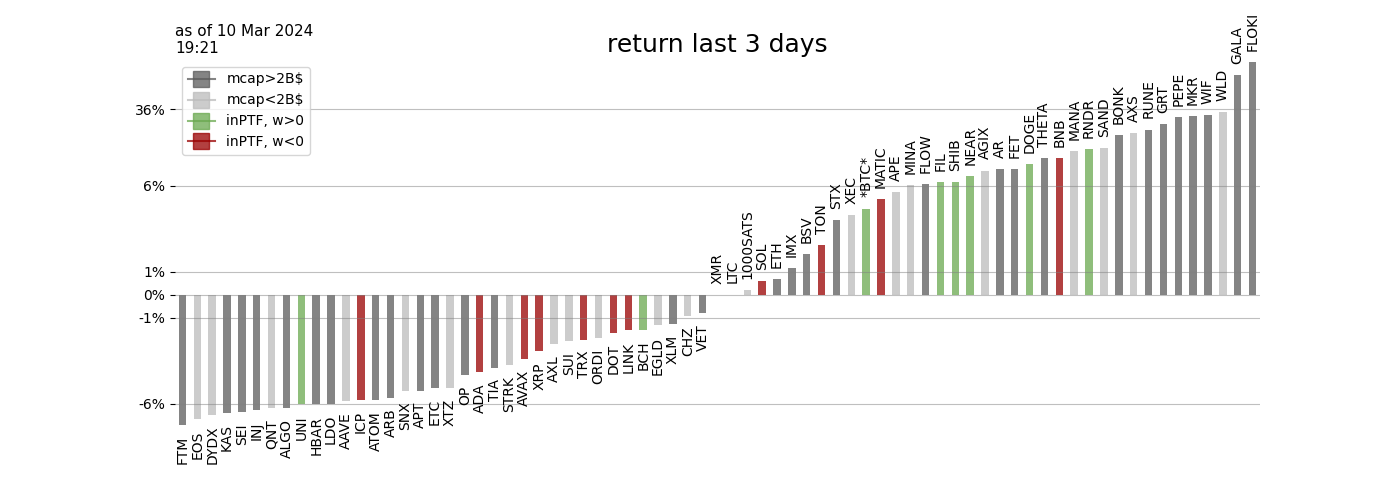 as of 10 Mar 2024
19:21
return last 3 days
mcap>2B$
mcap<2B$
inPTF, w>0
inPTF, w<0
36%
6%
1%
0%
-1%
-6%
FTM
EOS
DYDX
KAS
SEI
INJ
QNT
ALGO
UNI
HBAR
LDO
AAVE
ICP
ATOM
ARB
SNX
APT
ETC
XTZ
OP
ADA
TIA
STRK
AVAX
XRP
AXL
SUI
TRX
ORDI
DOT
LINK
BCH
EGLD
XLM
CHZ
VET
XMR
LTC
1000SATS
SOL
ETH
IMX
BSV
TON
STX
XEC
*BTC*
MATIC
APE
MINA
FLOW
FIL
SHIB
NEAR
AGIX
AR
FET
DOGE
THETA
BNB
MANA
RNDR
SAND
BONK
AXS
RUNE
GRT
PEPE
MKR
WIF
WLD
GALA
FLOKI